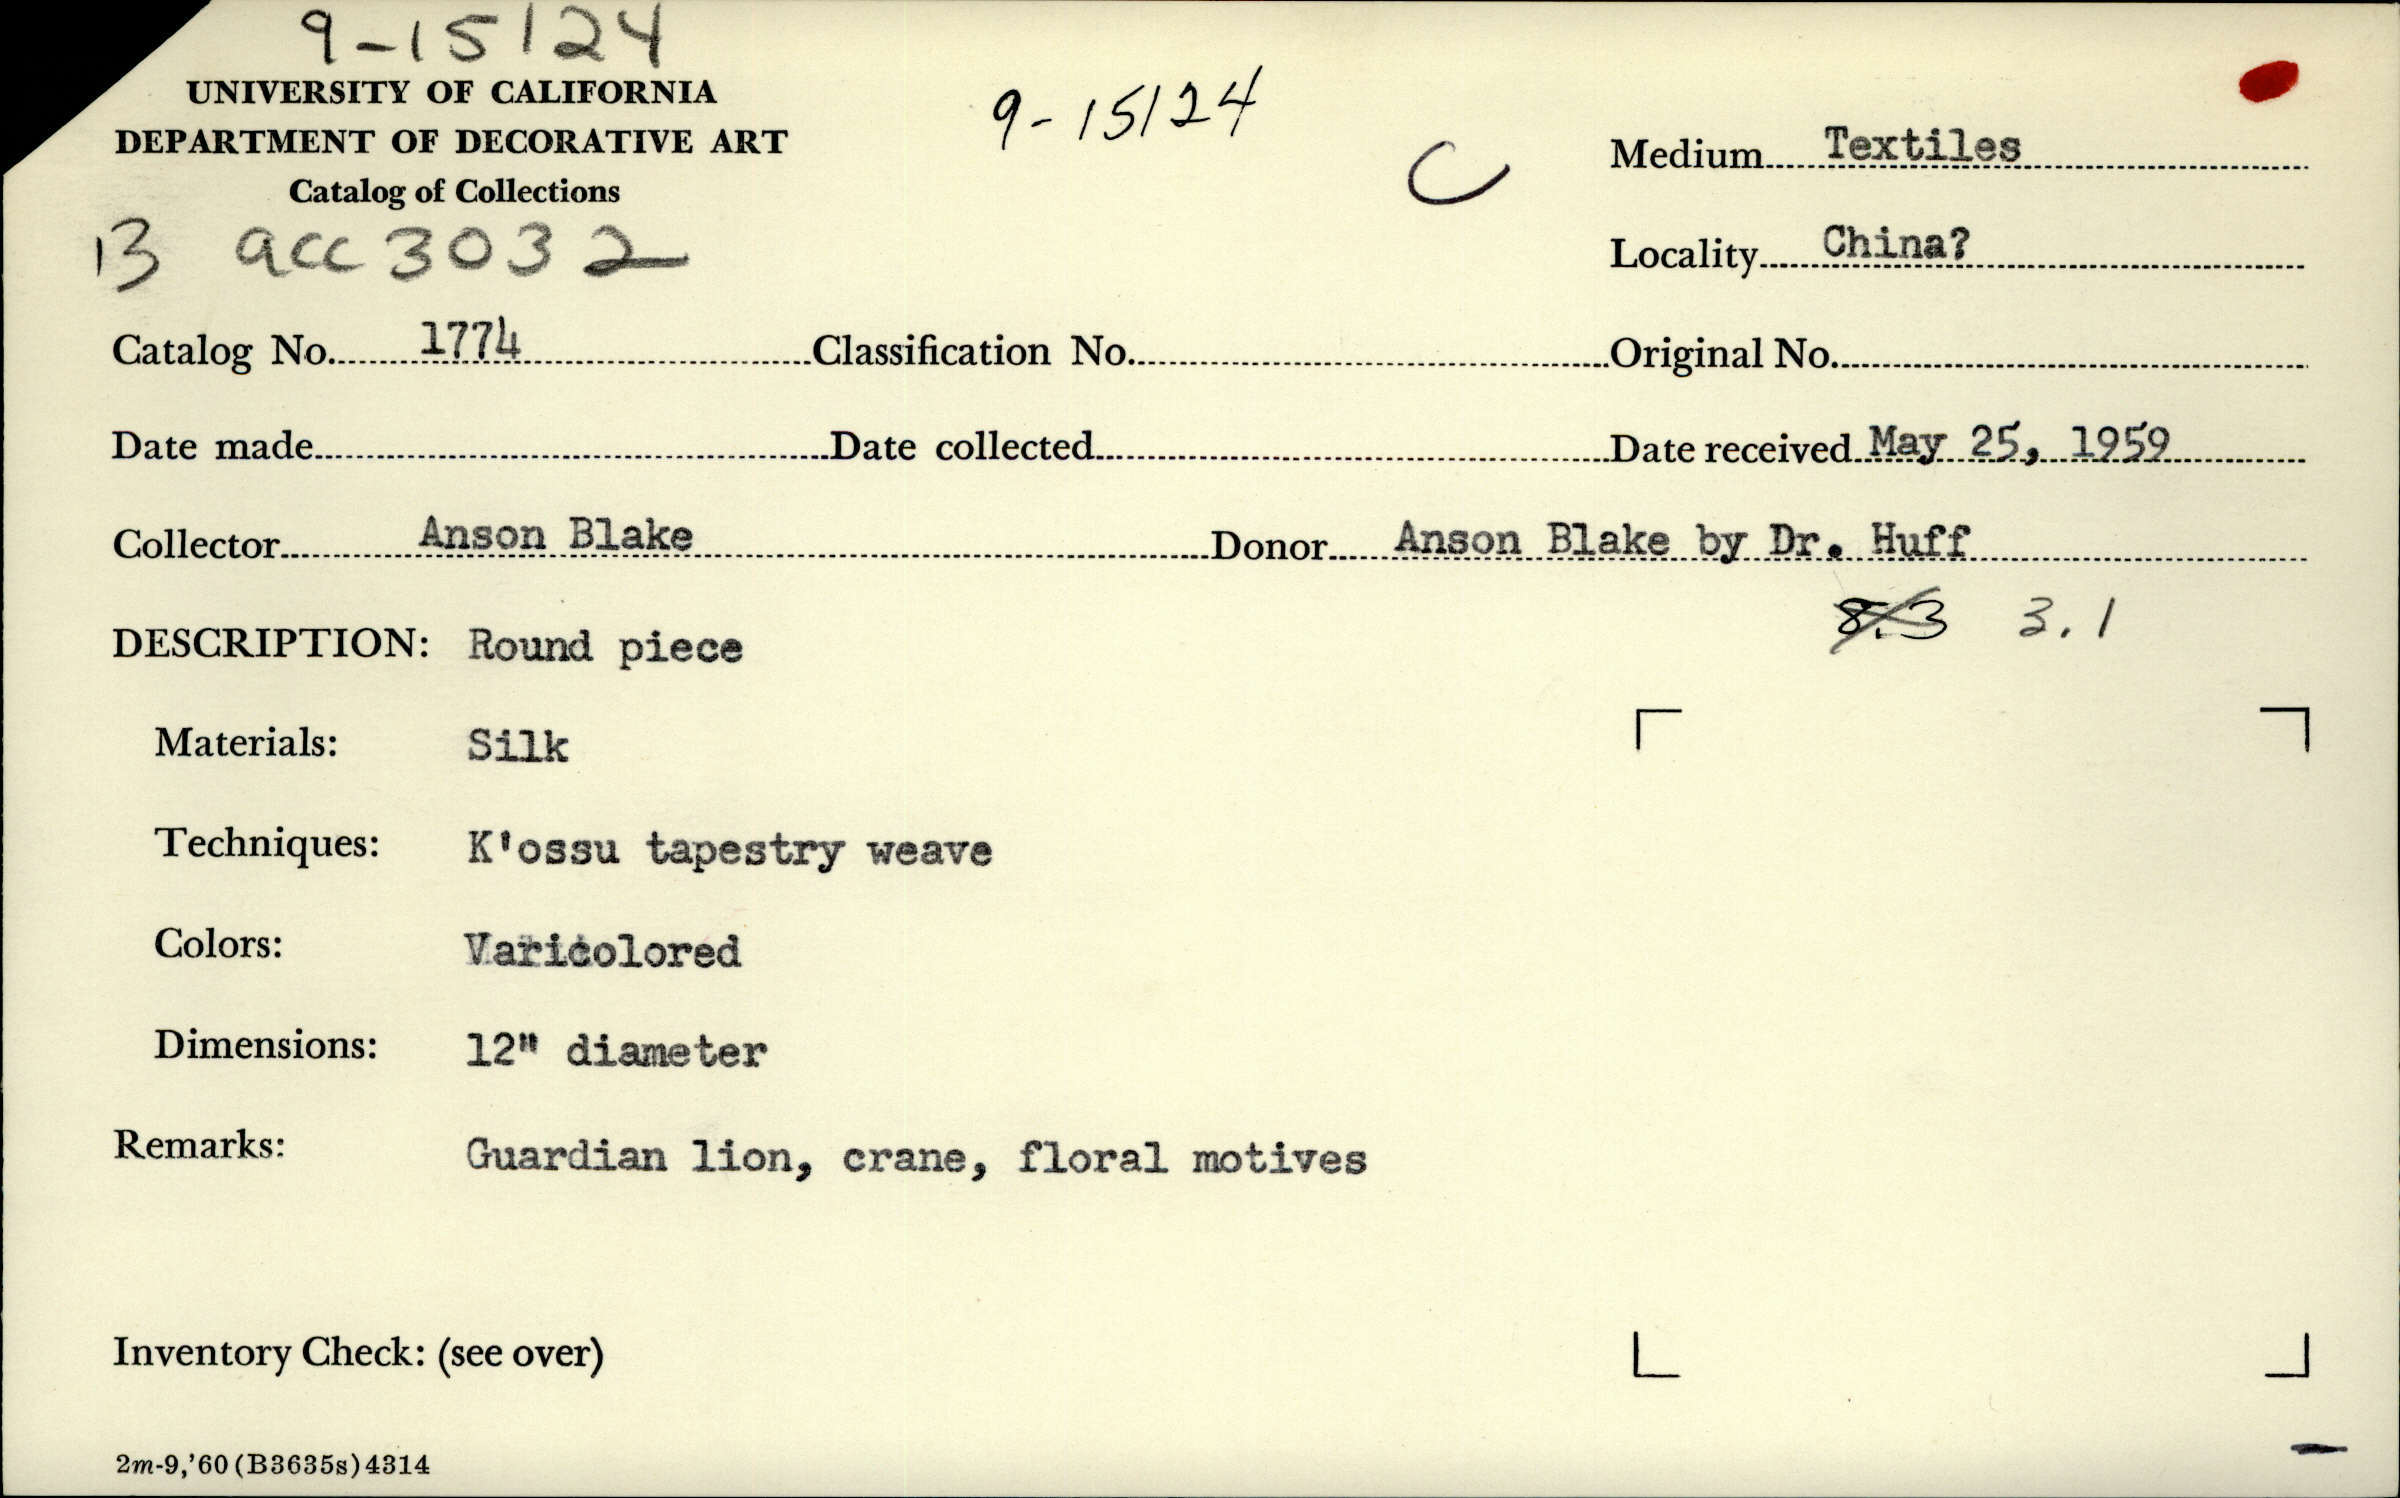 9-15124
UNIVERSITY OF CALIFORNIA
DEPARTMENT OF DECORATIVE ART
Catalog of Collections
9-15124
C
Medium Textiles
Locality China?
B acc 3032
Catalog No. 1774 Classification No. Original No.
Date made Date collected Date received May 25, 1959
Collector Anson Blake Donor Anson Blake by Dr. Huff
8.3 3.1
DESCRIPTION: Round piece
Materials: Silk
Techniques: K'ossu tapestry weave
Colors: Varicolored
Dimensions: 12" diameter
Remarks: Guardian lion, crane, floral motives
Inventory Check: (see over)
2m-9,'60(B3635s)4314